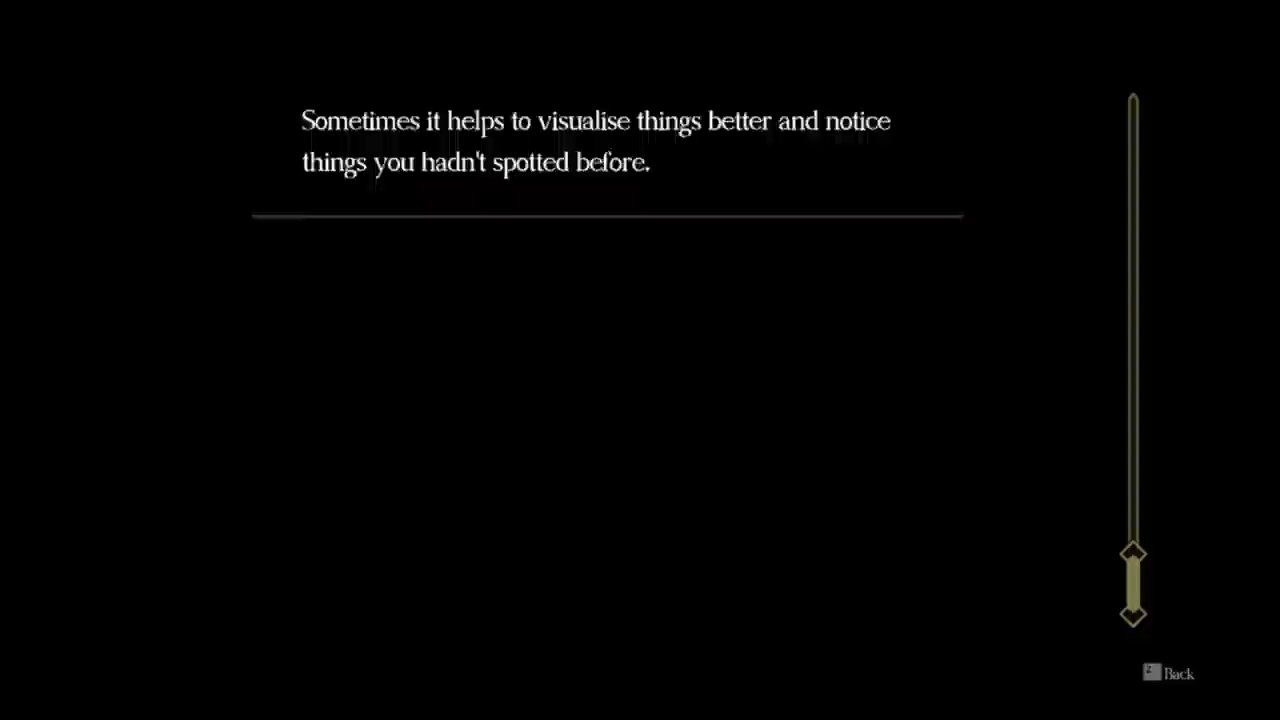 Sometimes it helps to visualise things better and notice
things you hadn't spotted before.
Back